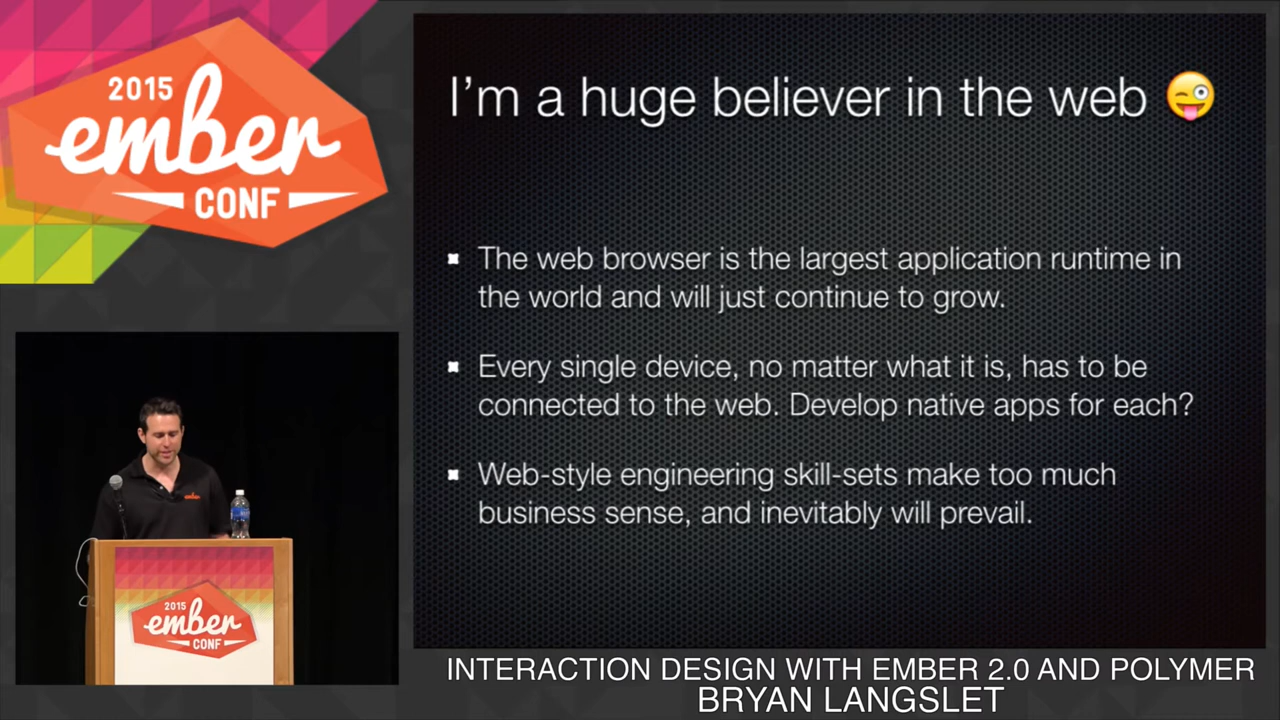 2015
ember
CONF
I'm a huge believer in the web 😜
The web browser is the largest application runtime in
the world and will just continue to grow.
Every single device, no matter what it is, has to be
connected to the web. Develop native apps for each?
Web-style engineering skill-sets make too much
business sense, and inevitably will prevail.
ember
2015
ember
CONF
INTERACTION DESIGN WITH EMBER 2.0 AND POLYMER
BRYAN LANGSLET